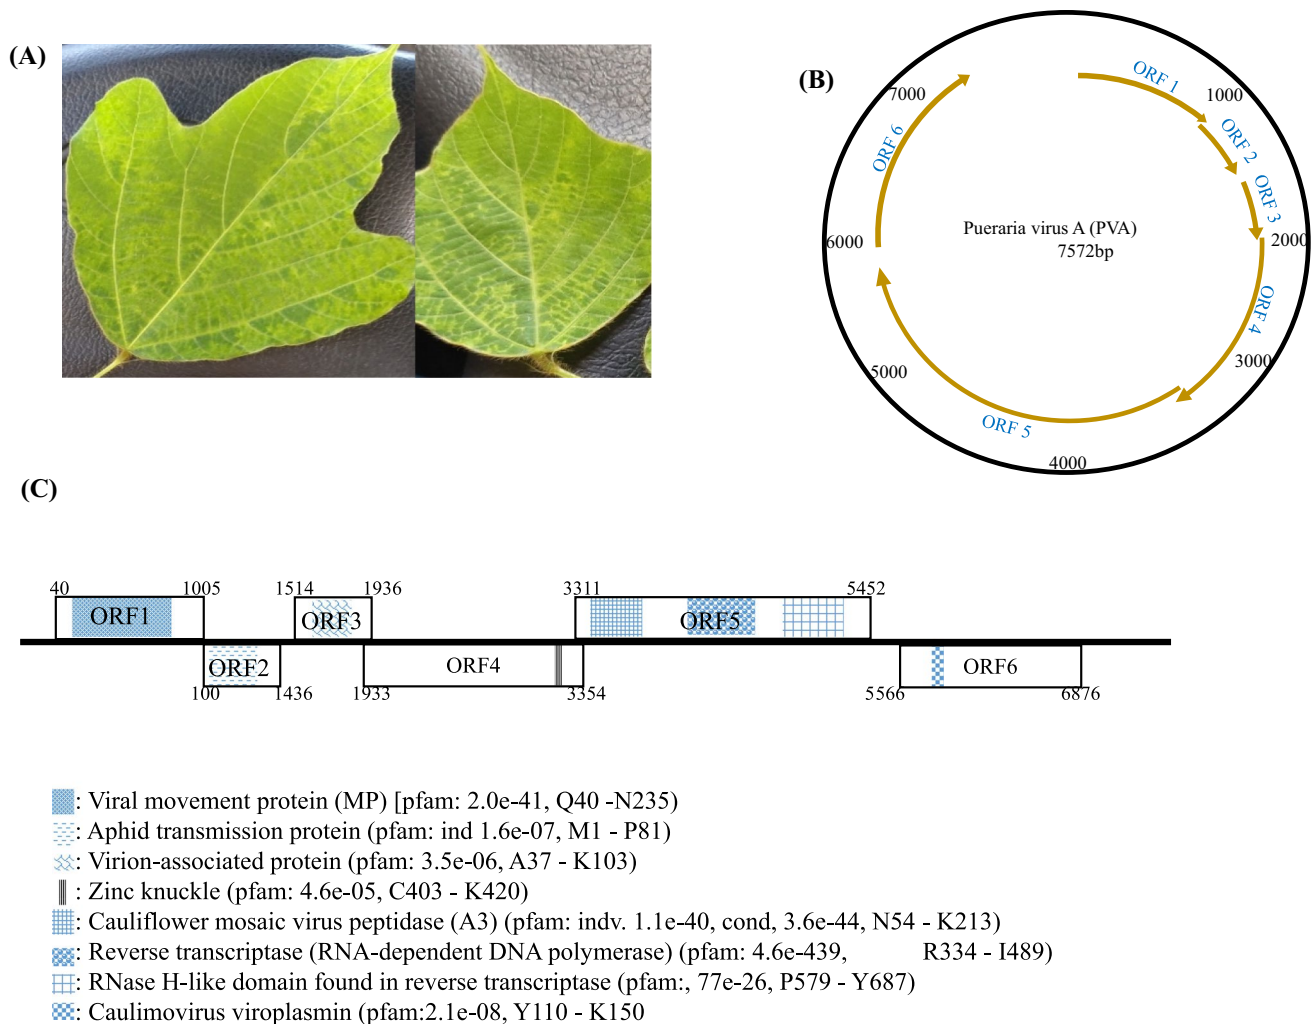 (A)
(B)
ORF 1
1000
ORF 2
ORF 3
2000
ORF 4
3000
4000
ORF 5
5000
6000
ORF 6
7000
Pueraria virus A (PVA)
7572bp
(C)
40 1005 1514 1936 3311 5452
ORF1 ORF3 ORF5
ORF2 ORF4 ORF6
100 1436 1933 3354 5566 6876
: Viral movement protein (MP) [pfam: 2.0e-41, Q40 -N235)
: Aphid transmission protein (pfam: ind 1.6e-07, M1 - P81)
: Virion-associated protein (pfam: 3.5e-06, A37 - K103)
: Zinc knuckle (pfam: 4.6e-05, C403 - K420)
: Cauliflower mosaic virus peptidase (A3) (pfam: indv. 1.1e-40, cond, 3.6e-44, N54 - K213)
: Reverse transcriptase (RNA-dependent DNA polymerase) (pfam: 4.6e-439, R334 - I489)
: RNase H-like domain found in reverse transcriptase (pfam:, 77e-26, P579 - Y687)
: Caulimovirus viroplasmin (pfam:2.1e-08, Y110 - K150